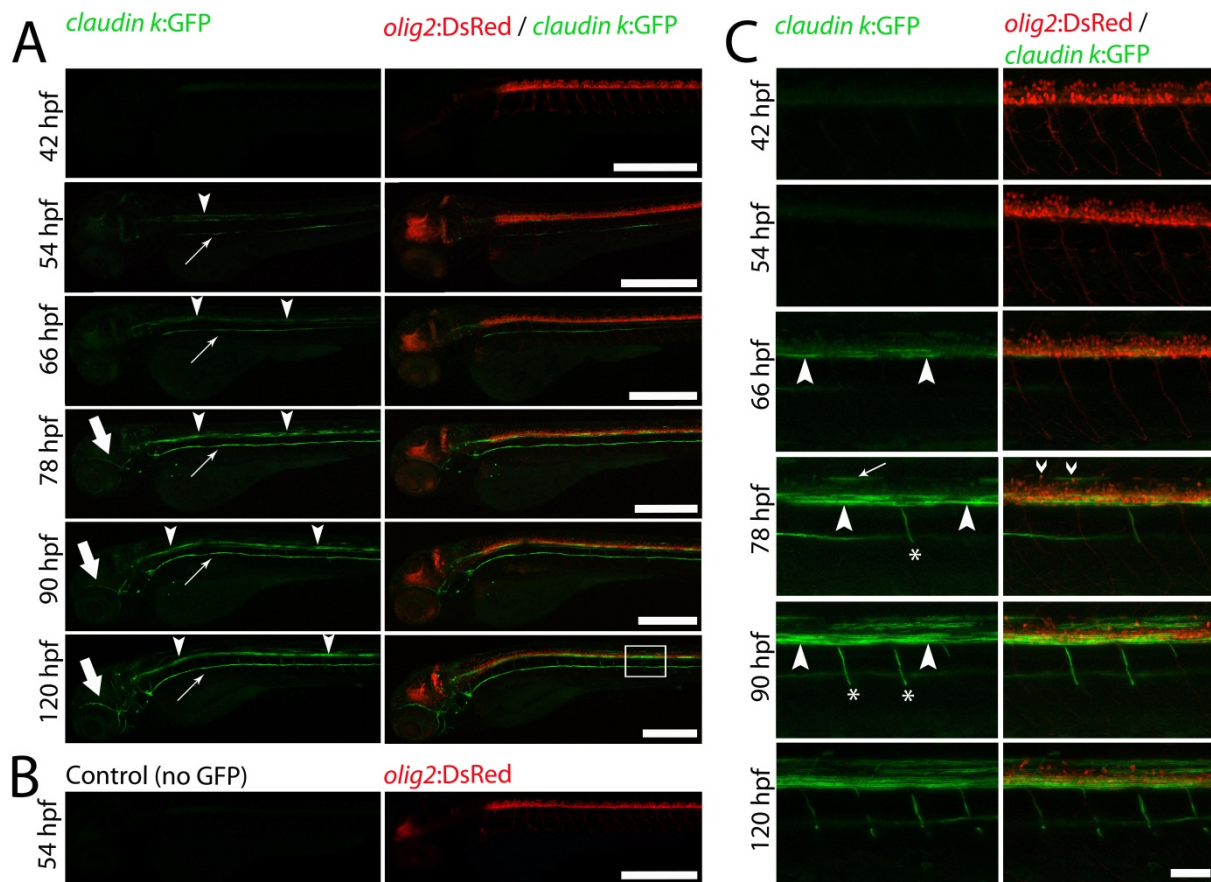 A
claudin k:GFP
olig2:DsRed / claudin k:GFP
42 hpf
54 hpf
66 hpf
78 hpf
90 hpf
120 hpf
B
Control (no GFP)
olig2:DsRed
54 hpf
C
claudin k:GFP
olig2:DsRed /
claudin k:GFP
42 hpf
54 hpf
66 hpf
78 hpf
*
90 hpf
* *
120 hpf